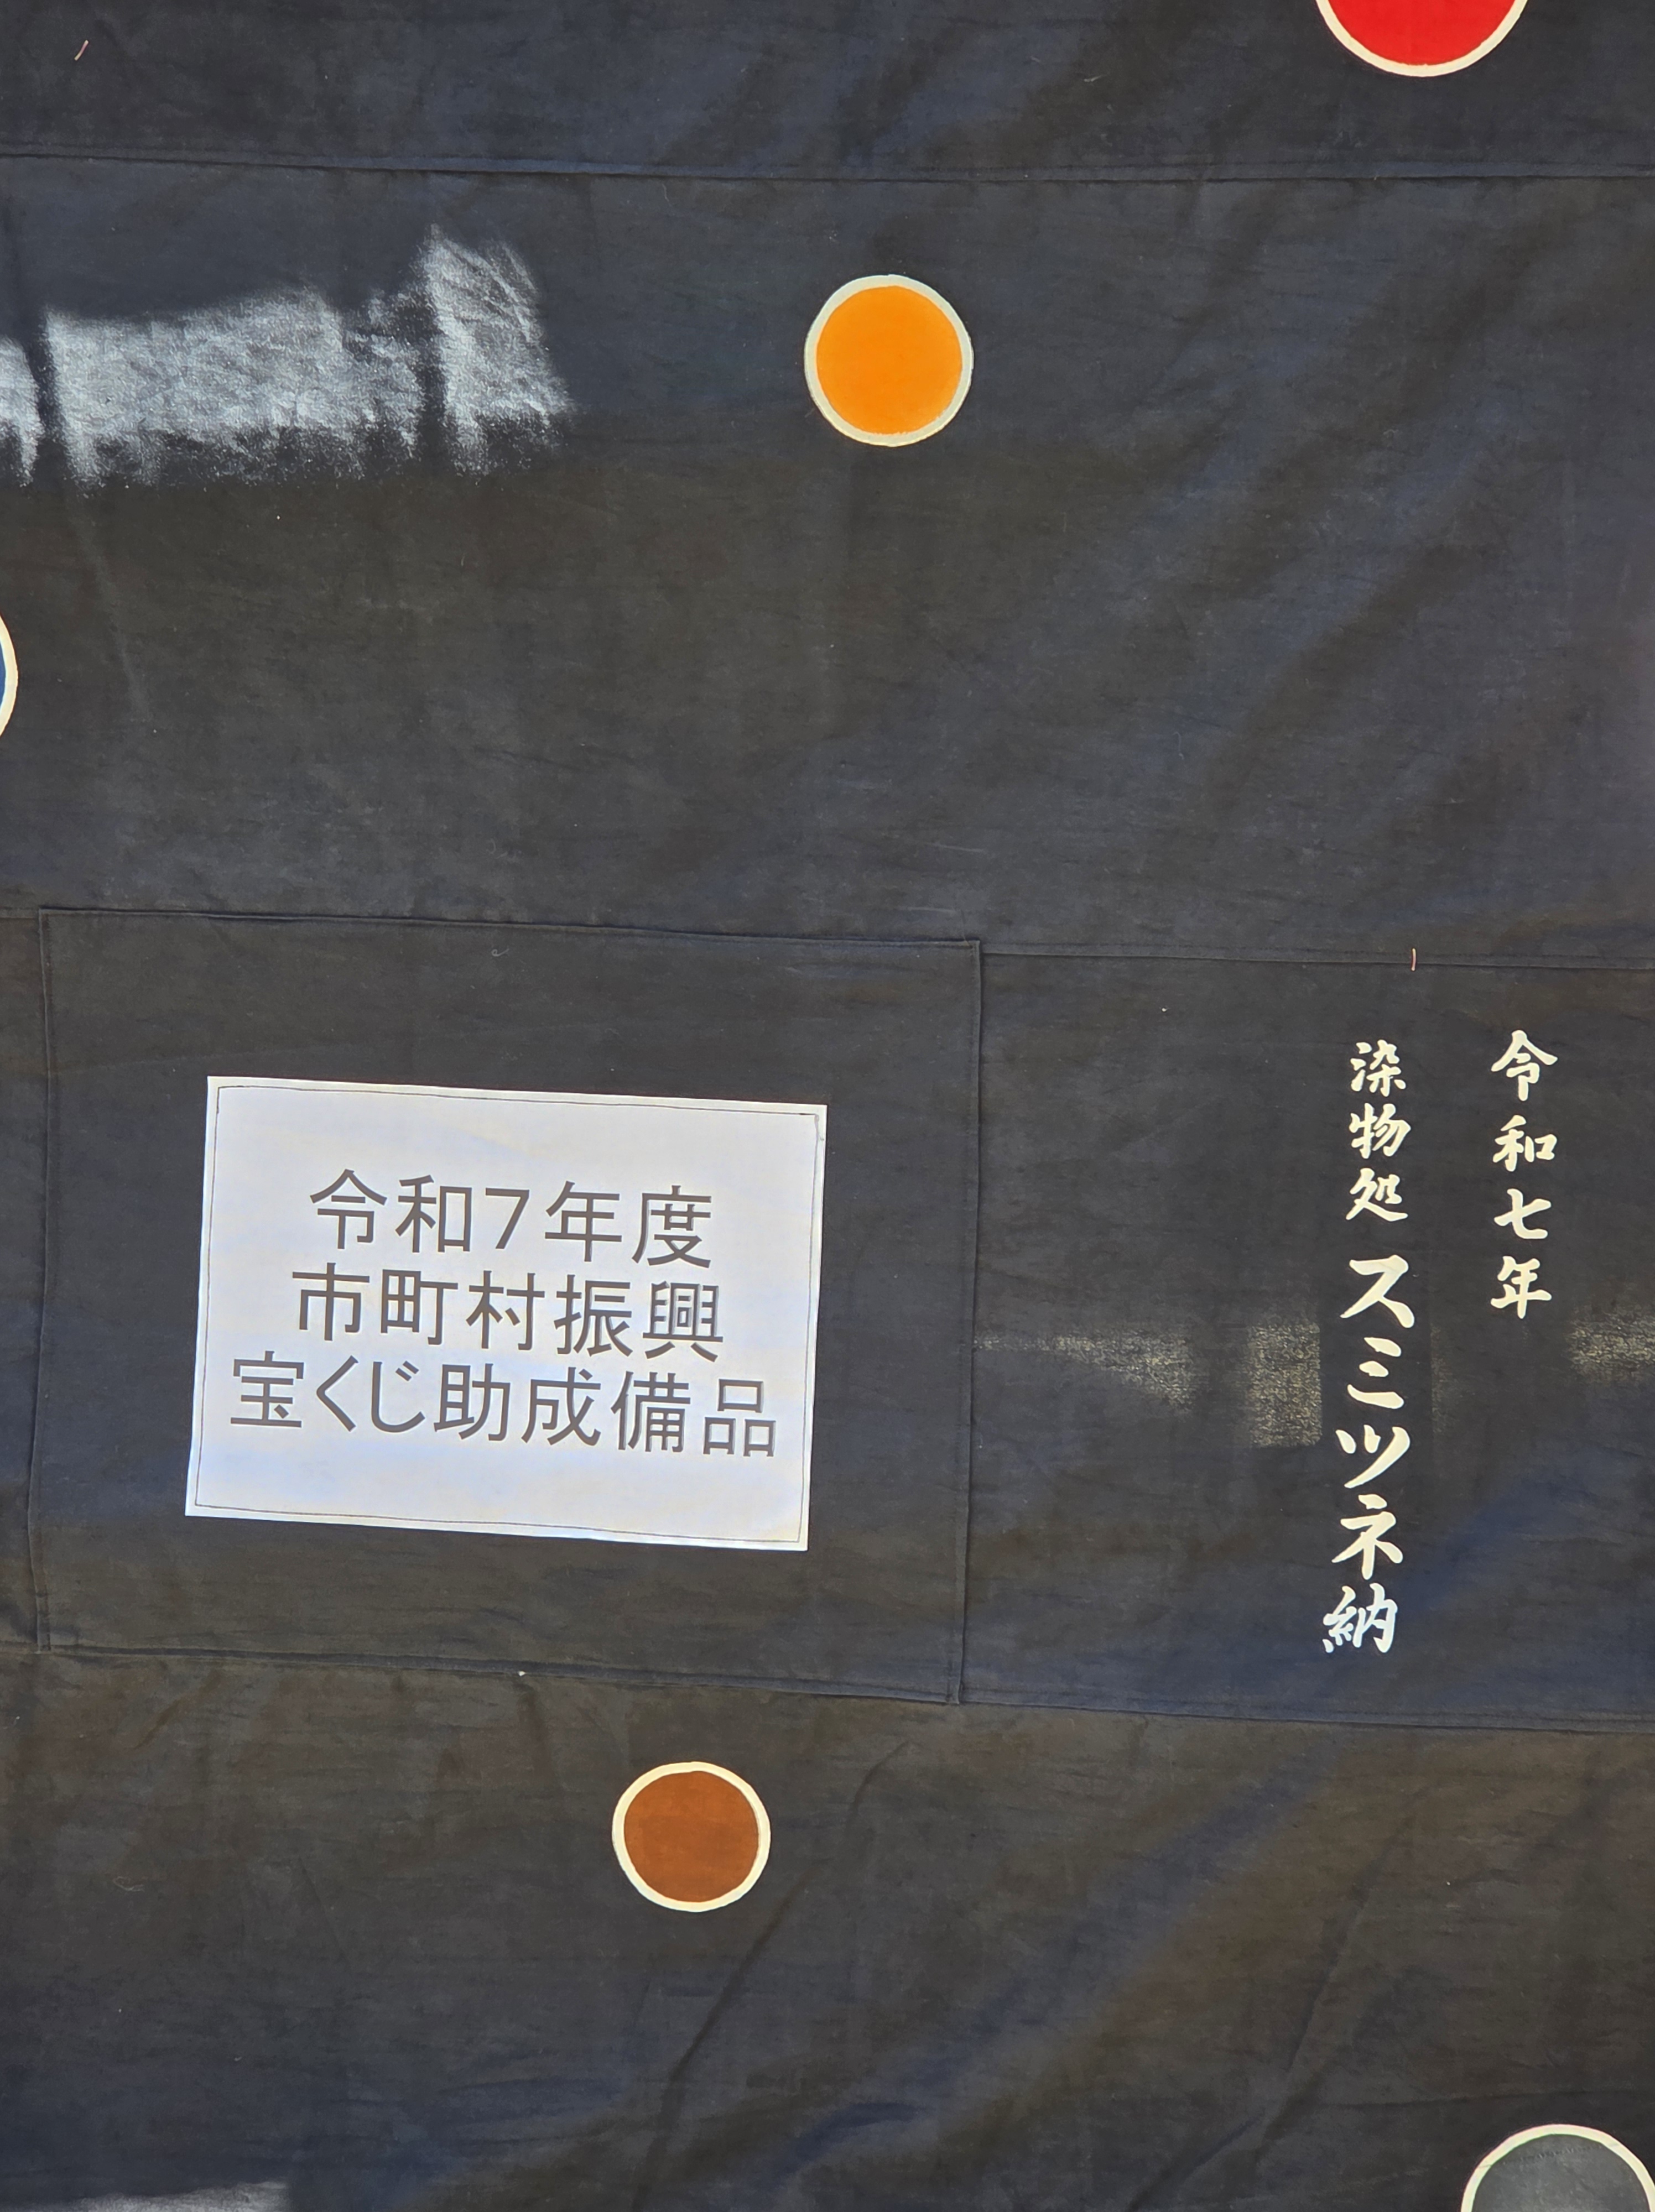 令和七年
染物処 スミツネ納
令和7年度
市町村振興
宝くじ助成備品